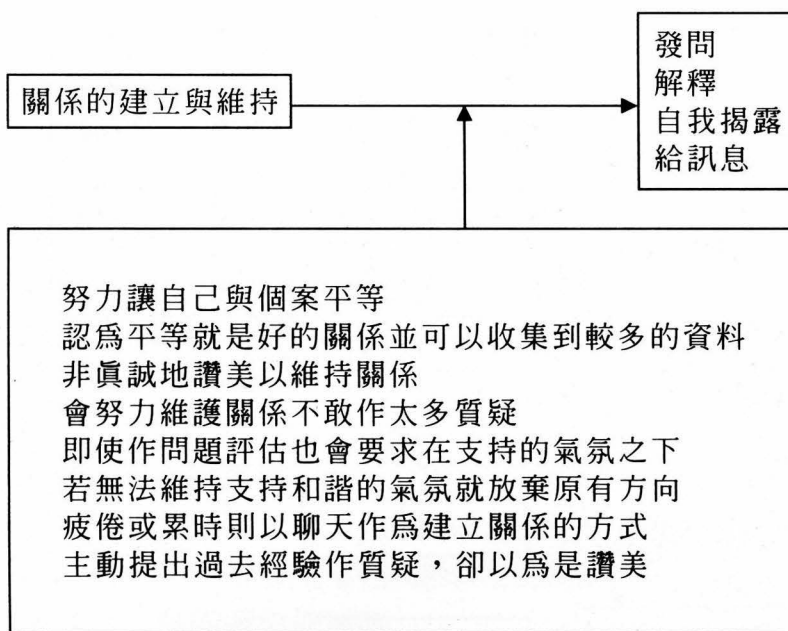 關係的建立與維持
發問
解釋
自我揭露
給訊息
努力讓自己與個案平等
認爲平等就是好的關係並可以收集到較多的資料
非眞誠地讚美以維持關係
會努力維護關係不敢作太多質疑
即使作問題評估也會要求在支持的氣氛之下
若無法維持支持和諧的氣氛就放棄原有方向
疲倦或累時則以聊天作爲建立關係的方式
主動提出過去經驗作質疑，卻以爲是讚美